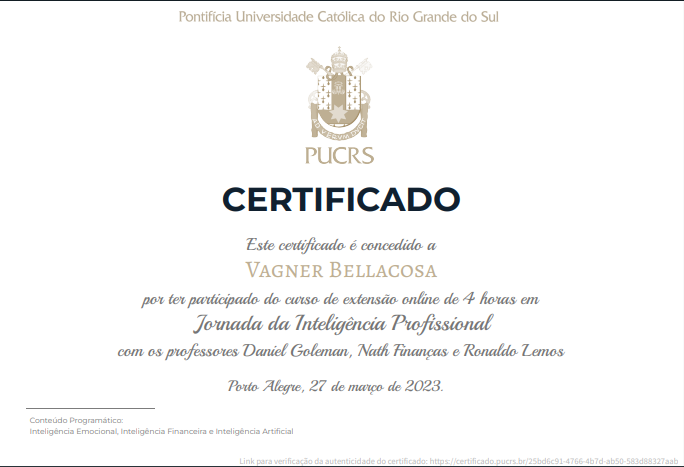 Pontifícia Universidade Católica do Rio Grande do Sul
PUCRS
CERTIFICADO
Este certificado é concedido a
Vagner Bellacosa
por ter participado do curso de extensão online de 4 horas em
Jornada da Inteligência Profissional
com os professores Daniel Goleman, Nath Finanças e Ronaldo Lemos
Porto Alegre, 27 de março de 2023.
Conteúdo Programático:
Inteligência Emocional, Inteligência Financeira e Inteligência Artificial
Link para verificação da autenticidade do certificado: https://certificado.pucrs.br/25bd6c91-4766-4b7d-ab50-583d88327aab